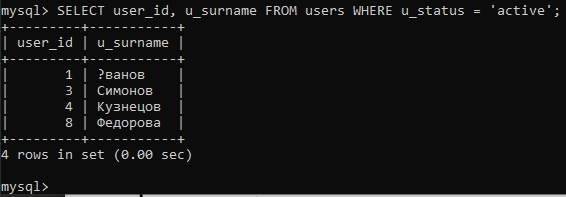 mysql> SELECT user_id, u_surname FROM users WHERE u_status = 'active';
+---------+-----------+
| user_id | u_surname |
+---------+-----------+
|       1 | ?ванов    |
|       3 | Симонов   |
|       4 | Кузнецов  |
|       8 | Федорова  |
+---------+-----------+
4 rows in set (0.00 sec)
mysql>